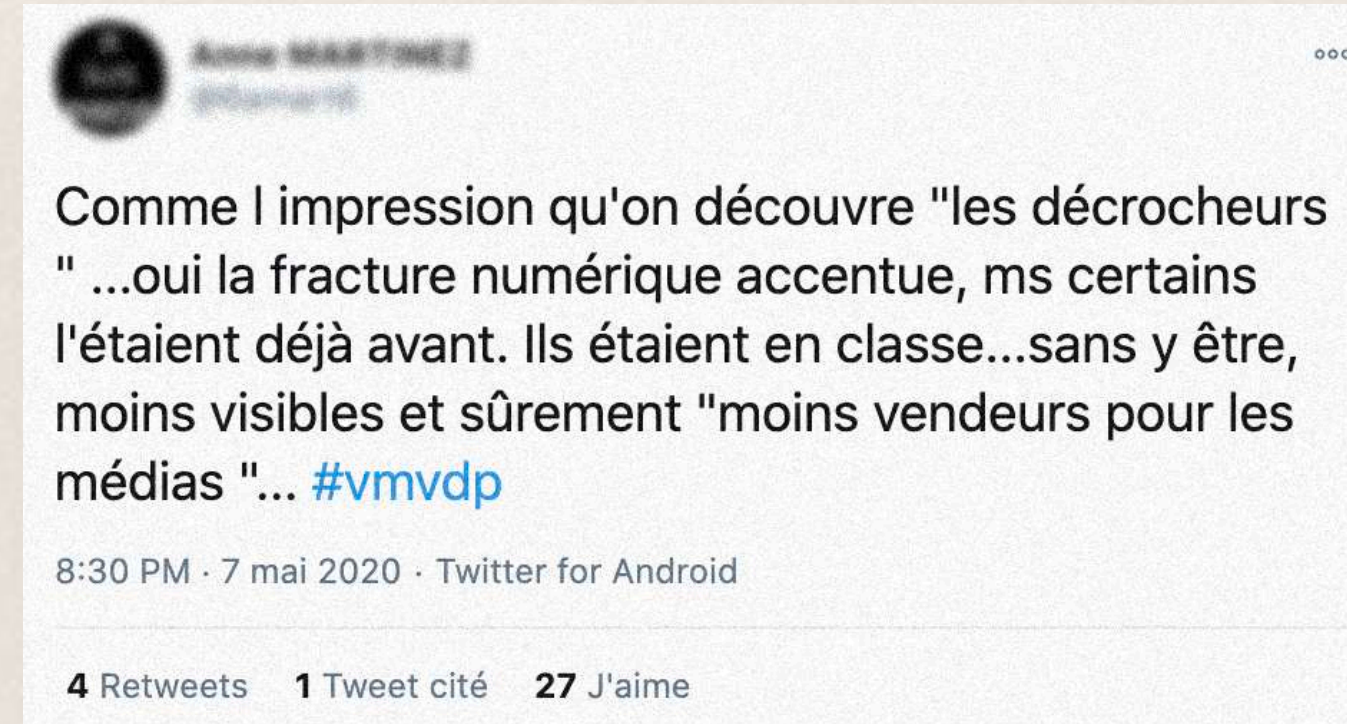 Comme l impression qu'on découvre "les décrocheurs
" ...oui la fracture numérique accentue, ms certains
l'étaient déjà avant. Ils étaient en classe...sans y être,
moins visibles et sûrement "moins vendeurs pour les
médias "... #vmvdp
8:30 PM · 7 mai 2020 · Twitter for Android
4 Retweets 1 Tweet cité 27 J'aime